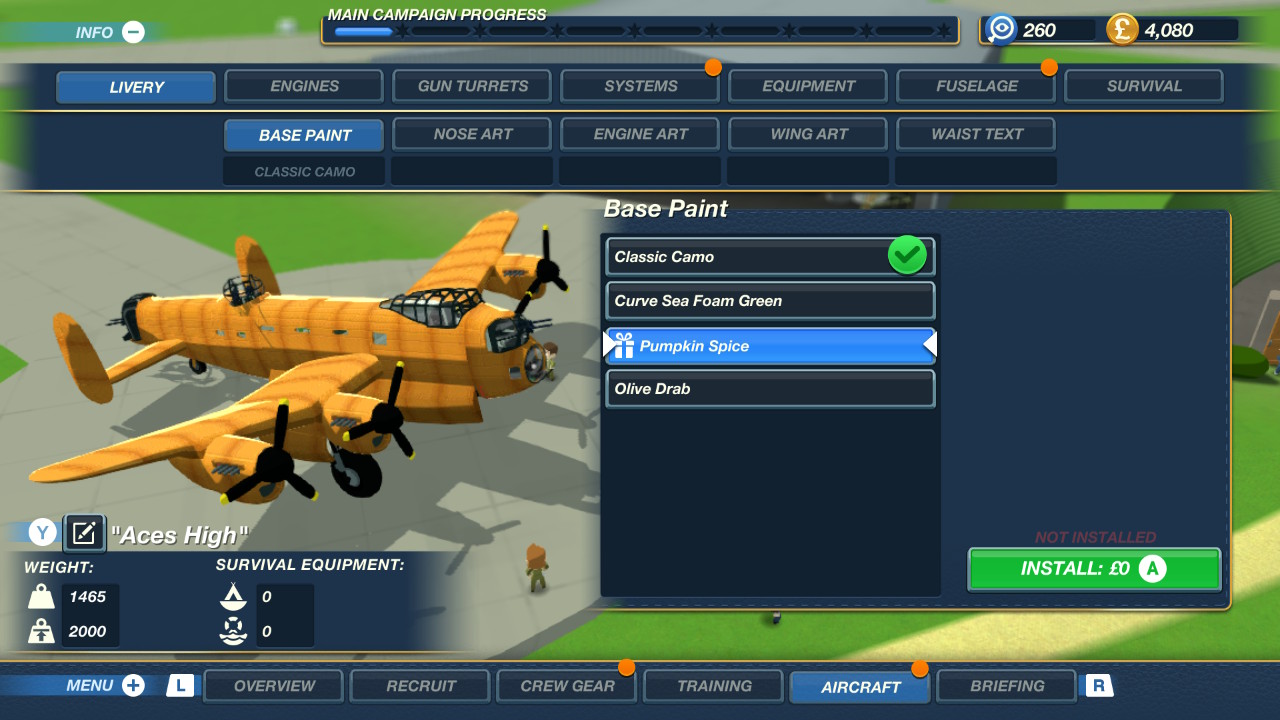 MAIN CAMPAIGN PROGRESS
INFO
260
£ 4,080
LIVERY
ENGINES
GUN TURRETS
SYSTEMS
EQUIPMENT
FUSELAGE
SURVIVAL
BASE PAINT
NOSE ART
ENGINE ART
WING ART
WAIST TEXT
CLASSIC CAMO
Base Paint
Classic Camo
Curve Sea Foam Green
Pumpkin Spice
Olive Drab
Y "Aces High"
WEIGHT:
SURVIVAL EQUIPMENT:
1465
0
2000
0
NOT INSTALLED
INSTALL: £0 A
MENU
L
OVERVIEW
RECRUIT
CREW GEAR
TRAINING
AIRCRAFT
BRIEFING
R